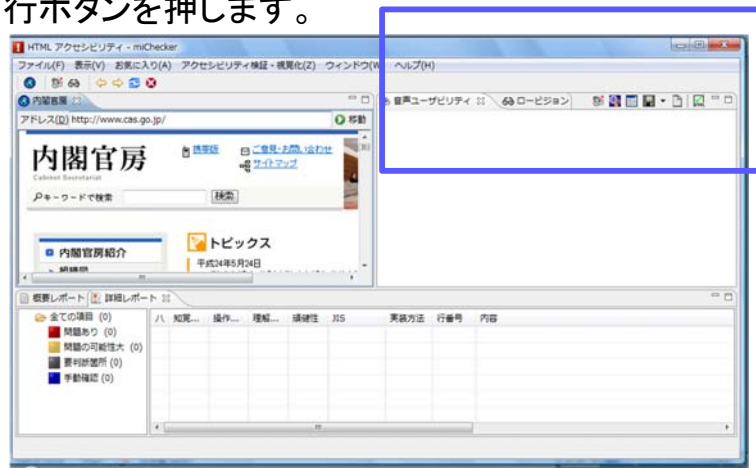 行ボタンを押します。
HTML アクセシビリティ - miChecker
ファイル(F) 表示(V) お気に入り(A) アクセシビリティ検証・視覚化(Z) ウィンドウ(W ヘルプ(H)
内閣官房
音声ユーザビリティ ロービジョン
アドレス(D) http://www.cas.go.jp/ 移動
内閣官房
Cabinet Secretariat
携帯版 ご意見・お問い合わせ
サイトマップ
キーワードで検索 検索
内閣官房紹介
トピックス
平成24年5月24日
概要レポート 詳細レポート
全ての項目 (0)
問題あり (0)
問題の可能性大 (0)
要判断箇所 (0)
手動確認 (0)
ハ 知覚... 操作... 理解... 頑健性 JIS 実装方法 行番号 内容